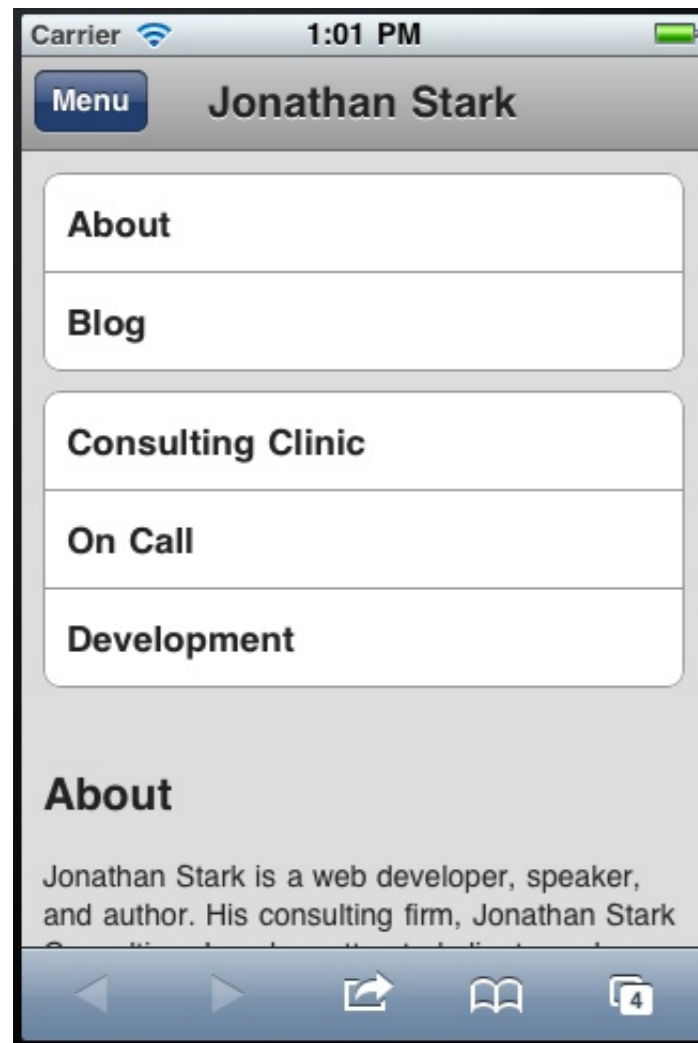 Carrier 1:01 PM
Menu Jonathan Stark
About
Blog
Consulting Clinic
On Call
Development
About
Jonathan Stark is a web developer, speaker,
and author. His consulting firm, Jonathan Stark
4